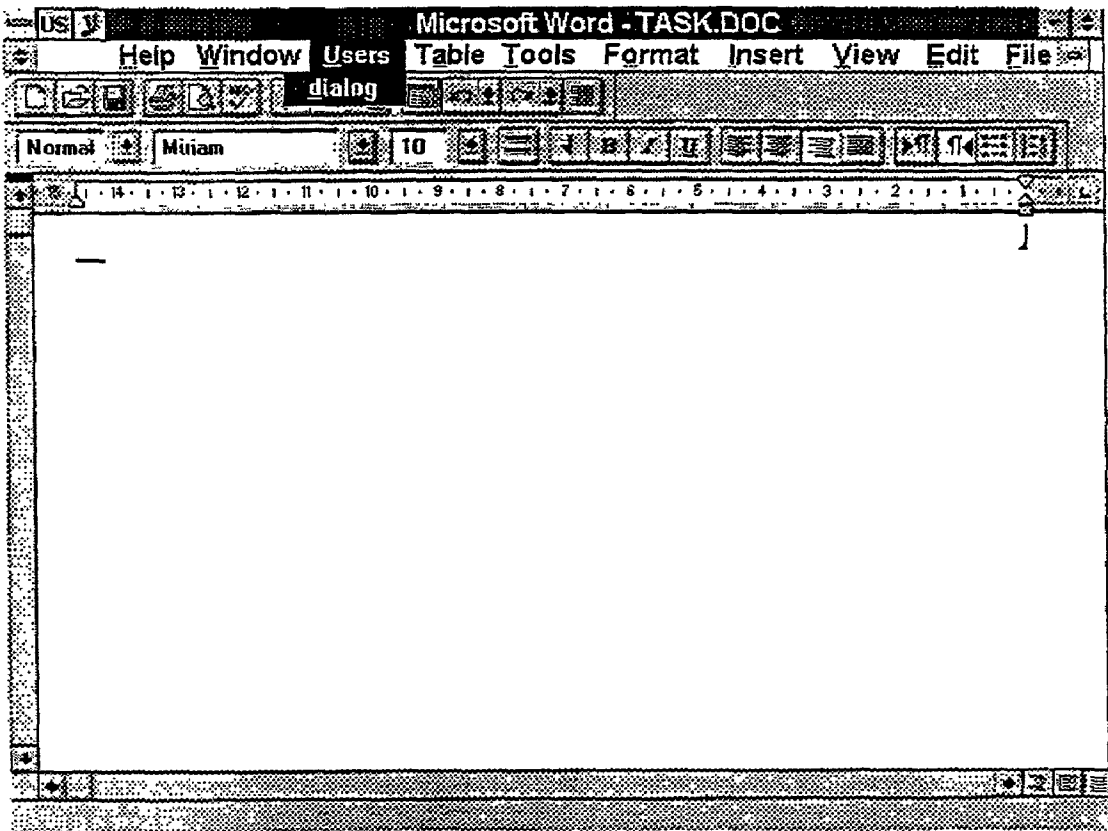 US Microsoft Word - TASK.DOC
Help Window Users Table Tools Format Insert View Edit File
dialog
Normal Miriam 10 B I U
14 13 12 11 10 9 8 7 6 5 4 3 2 1